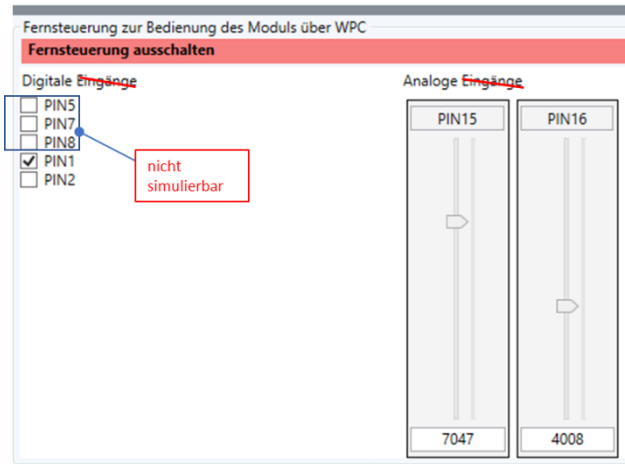 Fernsteuerung zur Bedienung des Moduls über WPC
Fernsteuerung ausschalten
Digitale Eingänge
PIN5
PIN7
PIN8
PIN1
PIN2
nicht
simulierbar
Analoge Eingänge
PIN15
PIN16
7047
4008